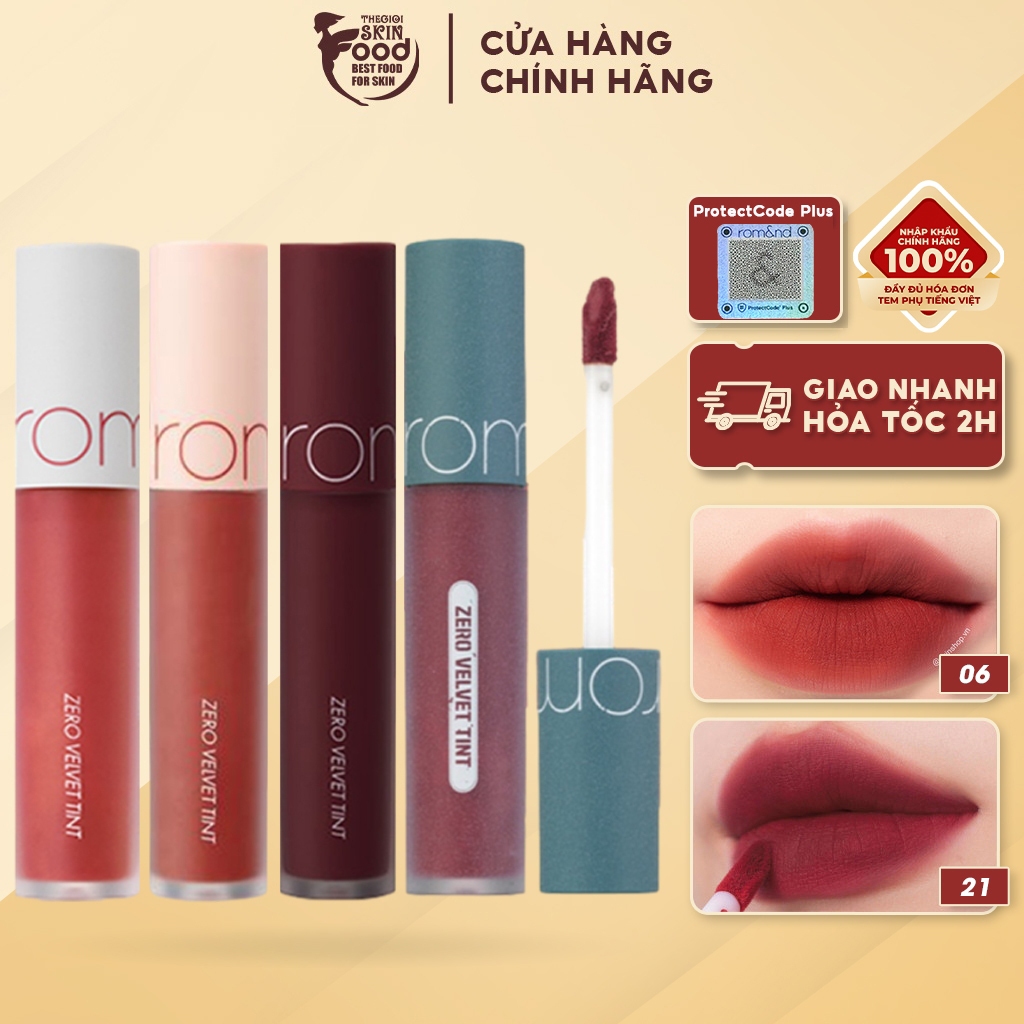 THEGIOI
SKIN
Food
BEST FOOD
FOR SKIN
CỬA HÀNG
CHÍNH HÃNG
ProtectCode Plus
rom&nd
ProtectCode Plus
NHẬP KHẨU
CHÍNH HÃNG
100%
ĐẦY ĐỦ HÓA ĐƠN
TEM PHỤ TIẾNG VIỆT
GIAO NHANH
HỎA TỐC 2H
rom
rom
rom
rom
rom
ZERO VELVET TINT
ZERO VELVET TINT
ZERO VELVET TINT
ZERO VELVET TINT
06
21